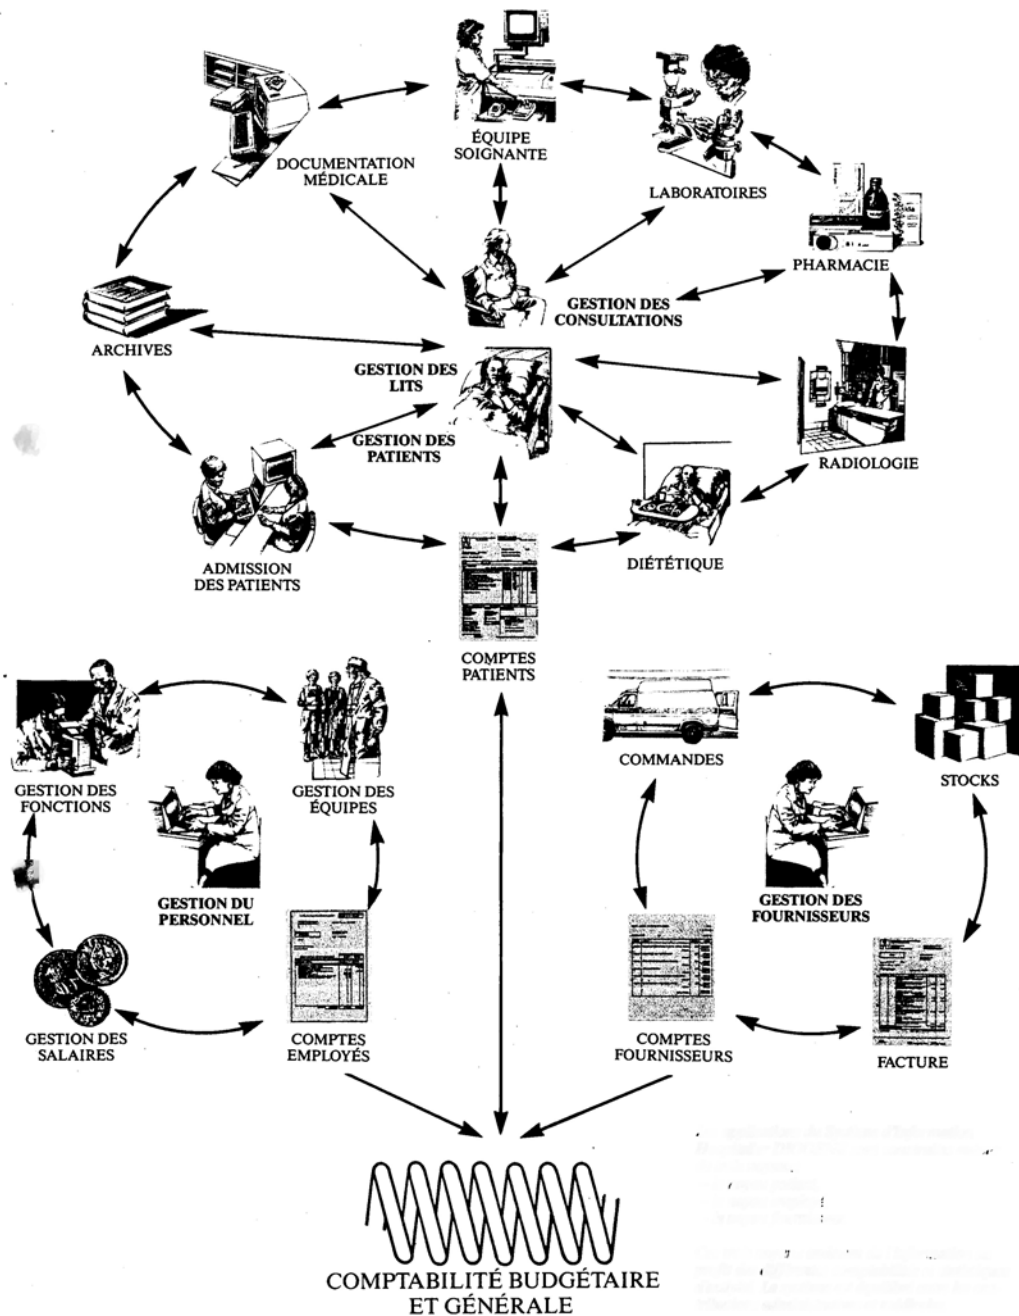 ÉQUIPE
SOIGNANTE
DOCUMENTATION
MÉDICALE
LABORATOIRES
PHARMACIE
GESTION DES
CONSULTATIONS
ARCHIVES
GESTION DES
LITS
GESTION DES
PATIENTS
RADIOLOGIE
ADMISSION
DES PATIENTS
DIÉTÉTIQUE
COMPTES
PATIENTS
GESTION DES
FONCTIONS
GESTION DES
ÉQUIPES
COMMANDES
STOCKS
GESTION DU
PERSONNEL
GESTION DES
FOURNISSEURS
GESTION DES
SALAIRES
COMPTES
EMPLOYÉS
COMPTES
FOURNISSEURS
FACTURE
COMPTABILITÉ BUDGÉTAIRE
ET GÉNÉRALE